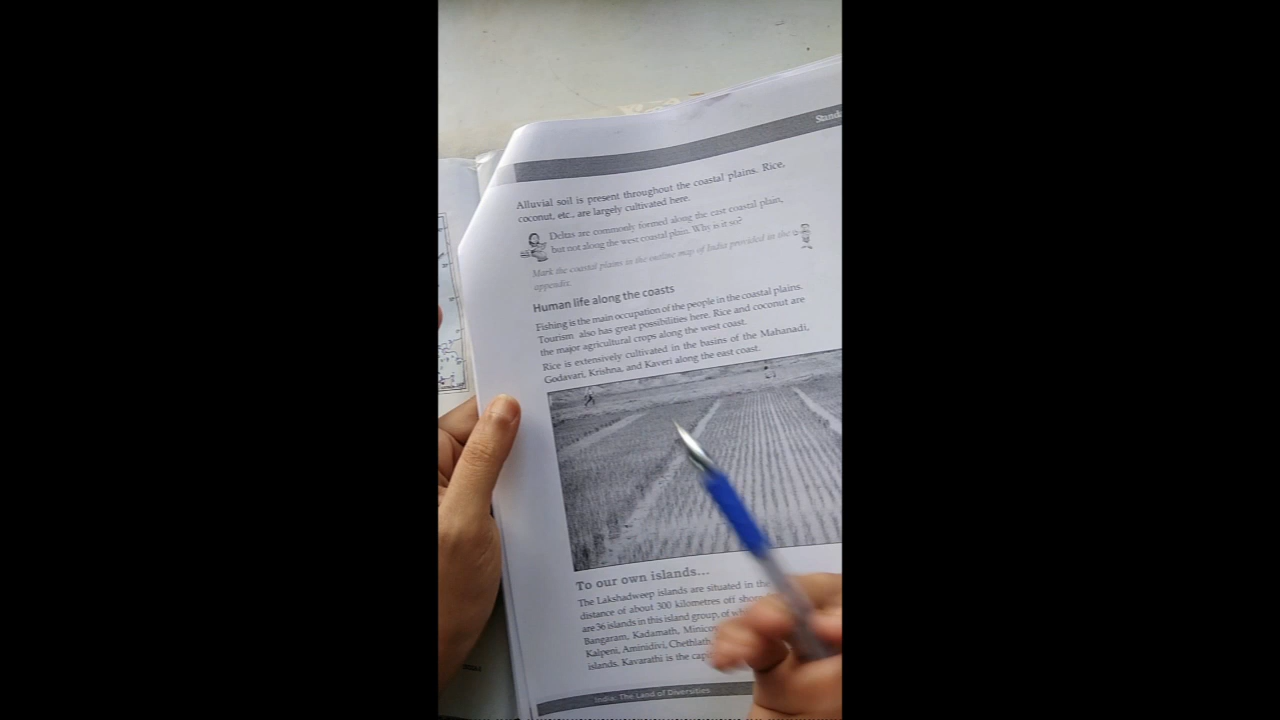 Standa
Alluvial soil is present throughout the coastal plains. Rice,
coconut, etc., are largely cultivated here.
Deltas are commonly formed along the east coastal plain,
but not along the west coastal plain. Why is it so?
Mark the coastal plains in the outline map of India provided in the
appendix.
Human life along the coasts
Fishing is the main occupation of the people in the coastal plains.
Tourism also has great possibilities here. Rice and coconut are
the major agricultural crops along the west coast.
Rice is extensively cultivated in the basins of the Mahanadi,
Godavari, Krishna, and Kaveri along the east coast.
To our own islands...
The Lakshadweep islands are situated in the
distance of about 300 kilometres off shore
are 36 islands in this island group, of
Bangaram, Kadamath,
Kalpeni, Aminidivi, Chethlath,
islands. Kavarathi is the
India: The Land of Diversities